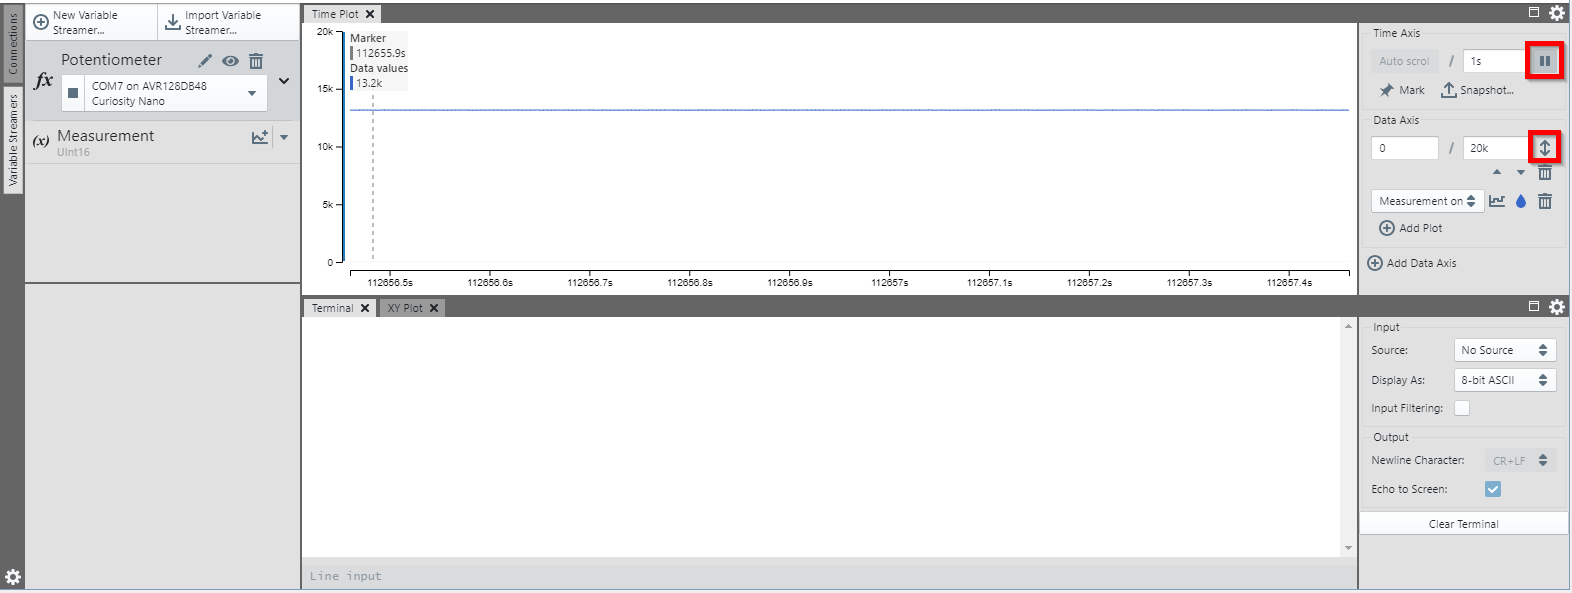 Connections
Variable Streamers
New Variable
Streamer...
Import Variable
Streamer...
fx
Potentiometer
COM7 on AVR128DB48
Curiosity Nano
(x)
Measurement
UInt16
Time Plot
20k
15k
10k
5k
0
Marker
112655.9s
Data values
13.2k
112656.5s
112656.6s
112656.7s
112656.8s
112656.9s
112657s
112657.1s
112657.2s
112657.3s
112657.4s
Time Axis
Auto scrol
/
1s
Mark
Snapshot...
Data Axis
0
/
20k
Measurement on
Add Plot
Add Data Axis
Terminal
XY Plot
Line input
Input
Source:
No Source
Display As:
8-bit ASCII
Input Filtering:
Output
Newline Character:
CR+LF
Echo to Screen:
Clear Terminal